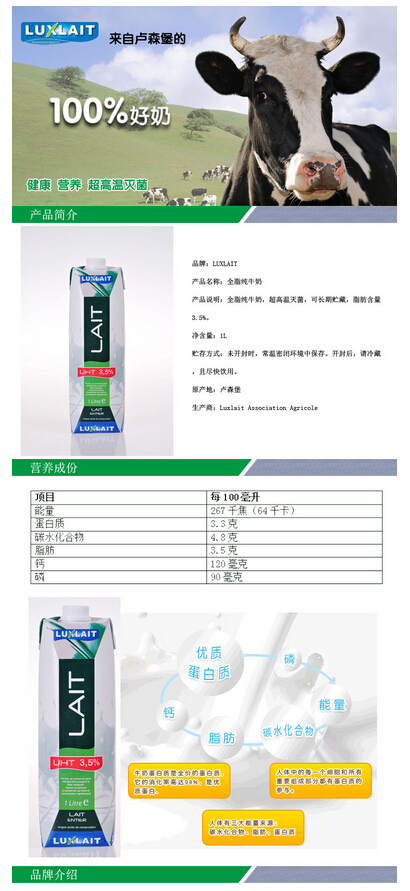 LUXLAIT
来自卢森堡的
100%好奶
健康 营养 超高温灭菌
产品简介
品牌: LUXLAIT
产品名称: 全脂纯牛奶
产品说明: 全脂纯牛奶, 超高温灭菌, 可长期贮藏, 脂肪含量
3.5%。
净含量: 1L
贮存方式: 未开封时, 常温密闭环境中保存。开封后, 请冷藏
, 且尽快饮用。
原产地: 卢森堡
生产商: Luxlait Association Agricole
LUXLAIT
LAIT
UHT 3,5%
1 Litre e
LAIT
ENTIER
LUXLAIT
营养成份
项目 每100毫升
能量 267千焦（64千卡）
蛋白质 3.3克
碳水化合物 4.8克
脂肪 3.5克
钙 120毫克
磷 90毫克
LUXLAIT
LAIT
UHT 3,5%
1 Litre e
LAIT
ENTIER
LUXLAIT
优质
蛋白质
磷
钙
能量
脂肪
碳水化合物
牛奶蛋白质是全价的蛋白质,
它的消化率高达98%, 是优
质蛋白.
人体中的每一个细胞和所有
重要组成部分都有蛋白质的
参与。
人体有三大能量来源:
碳水化合物、脂肪、蛋白质
品牌介绍